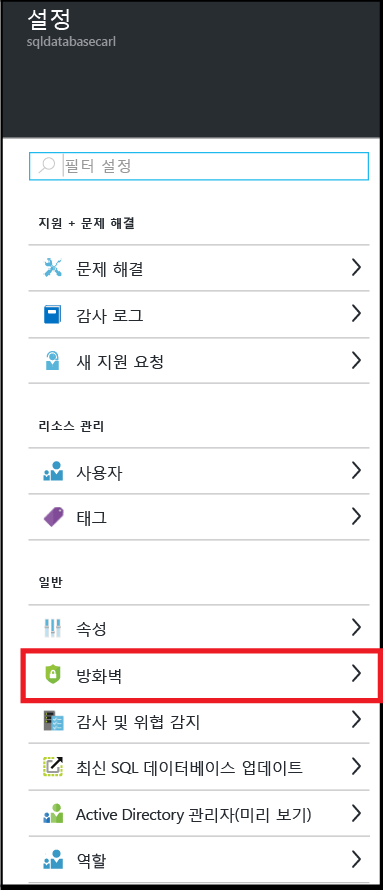 설정
sqldatabasecarl
필터 설정
지원 + 문제 해결
문제 해결
감사 로그
새 지원 요청
리소스 관리
사용자
태그
일반
속성
방화벽
감사 및 위협 감지
최신 SQL 데이터베이스 업데이트
Active Directory 관리자(미리 보기)
역할